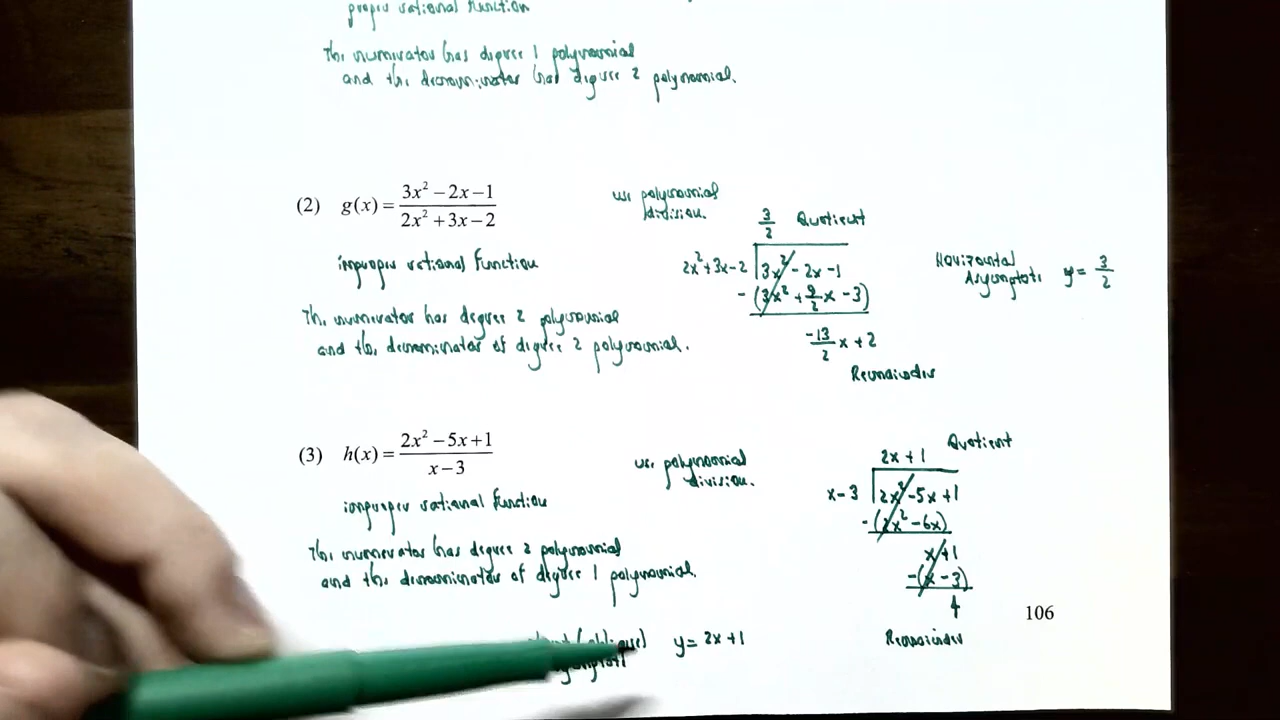 proper rational function
The numerator has degree 1 polynomial
and the denominator has degree 2 polynomial.
(2) g(x) = (3x² − 2x − 1)/(2x² + 3x − 2)
improper rational function
The numerator has degree 2 polynomial
and the denominator of degree 2 polynomial.
use polynomial
division.
3/2 Quotient
2x²+3x-2 | 3x² - 2x -1
- (3x² + 9/2 x - 3)
-13/2 x + 2
Remainder
Horizontal
Asymptote y = 3/2
(3) h(x) = (2x² − 5x + 1)/(x − 3)
improper rational function
The numerator has degree 2 polynomial
and the denominator of degree 1 polynomial.
use polynomial
division.
Quotient
2x + 1
x-3 | 2x² -5x +1
- (2x² - 6x)
x + 1
-(x - 3)
4
Remainder
y = 2x + 1
106